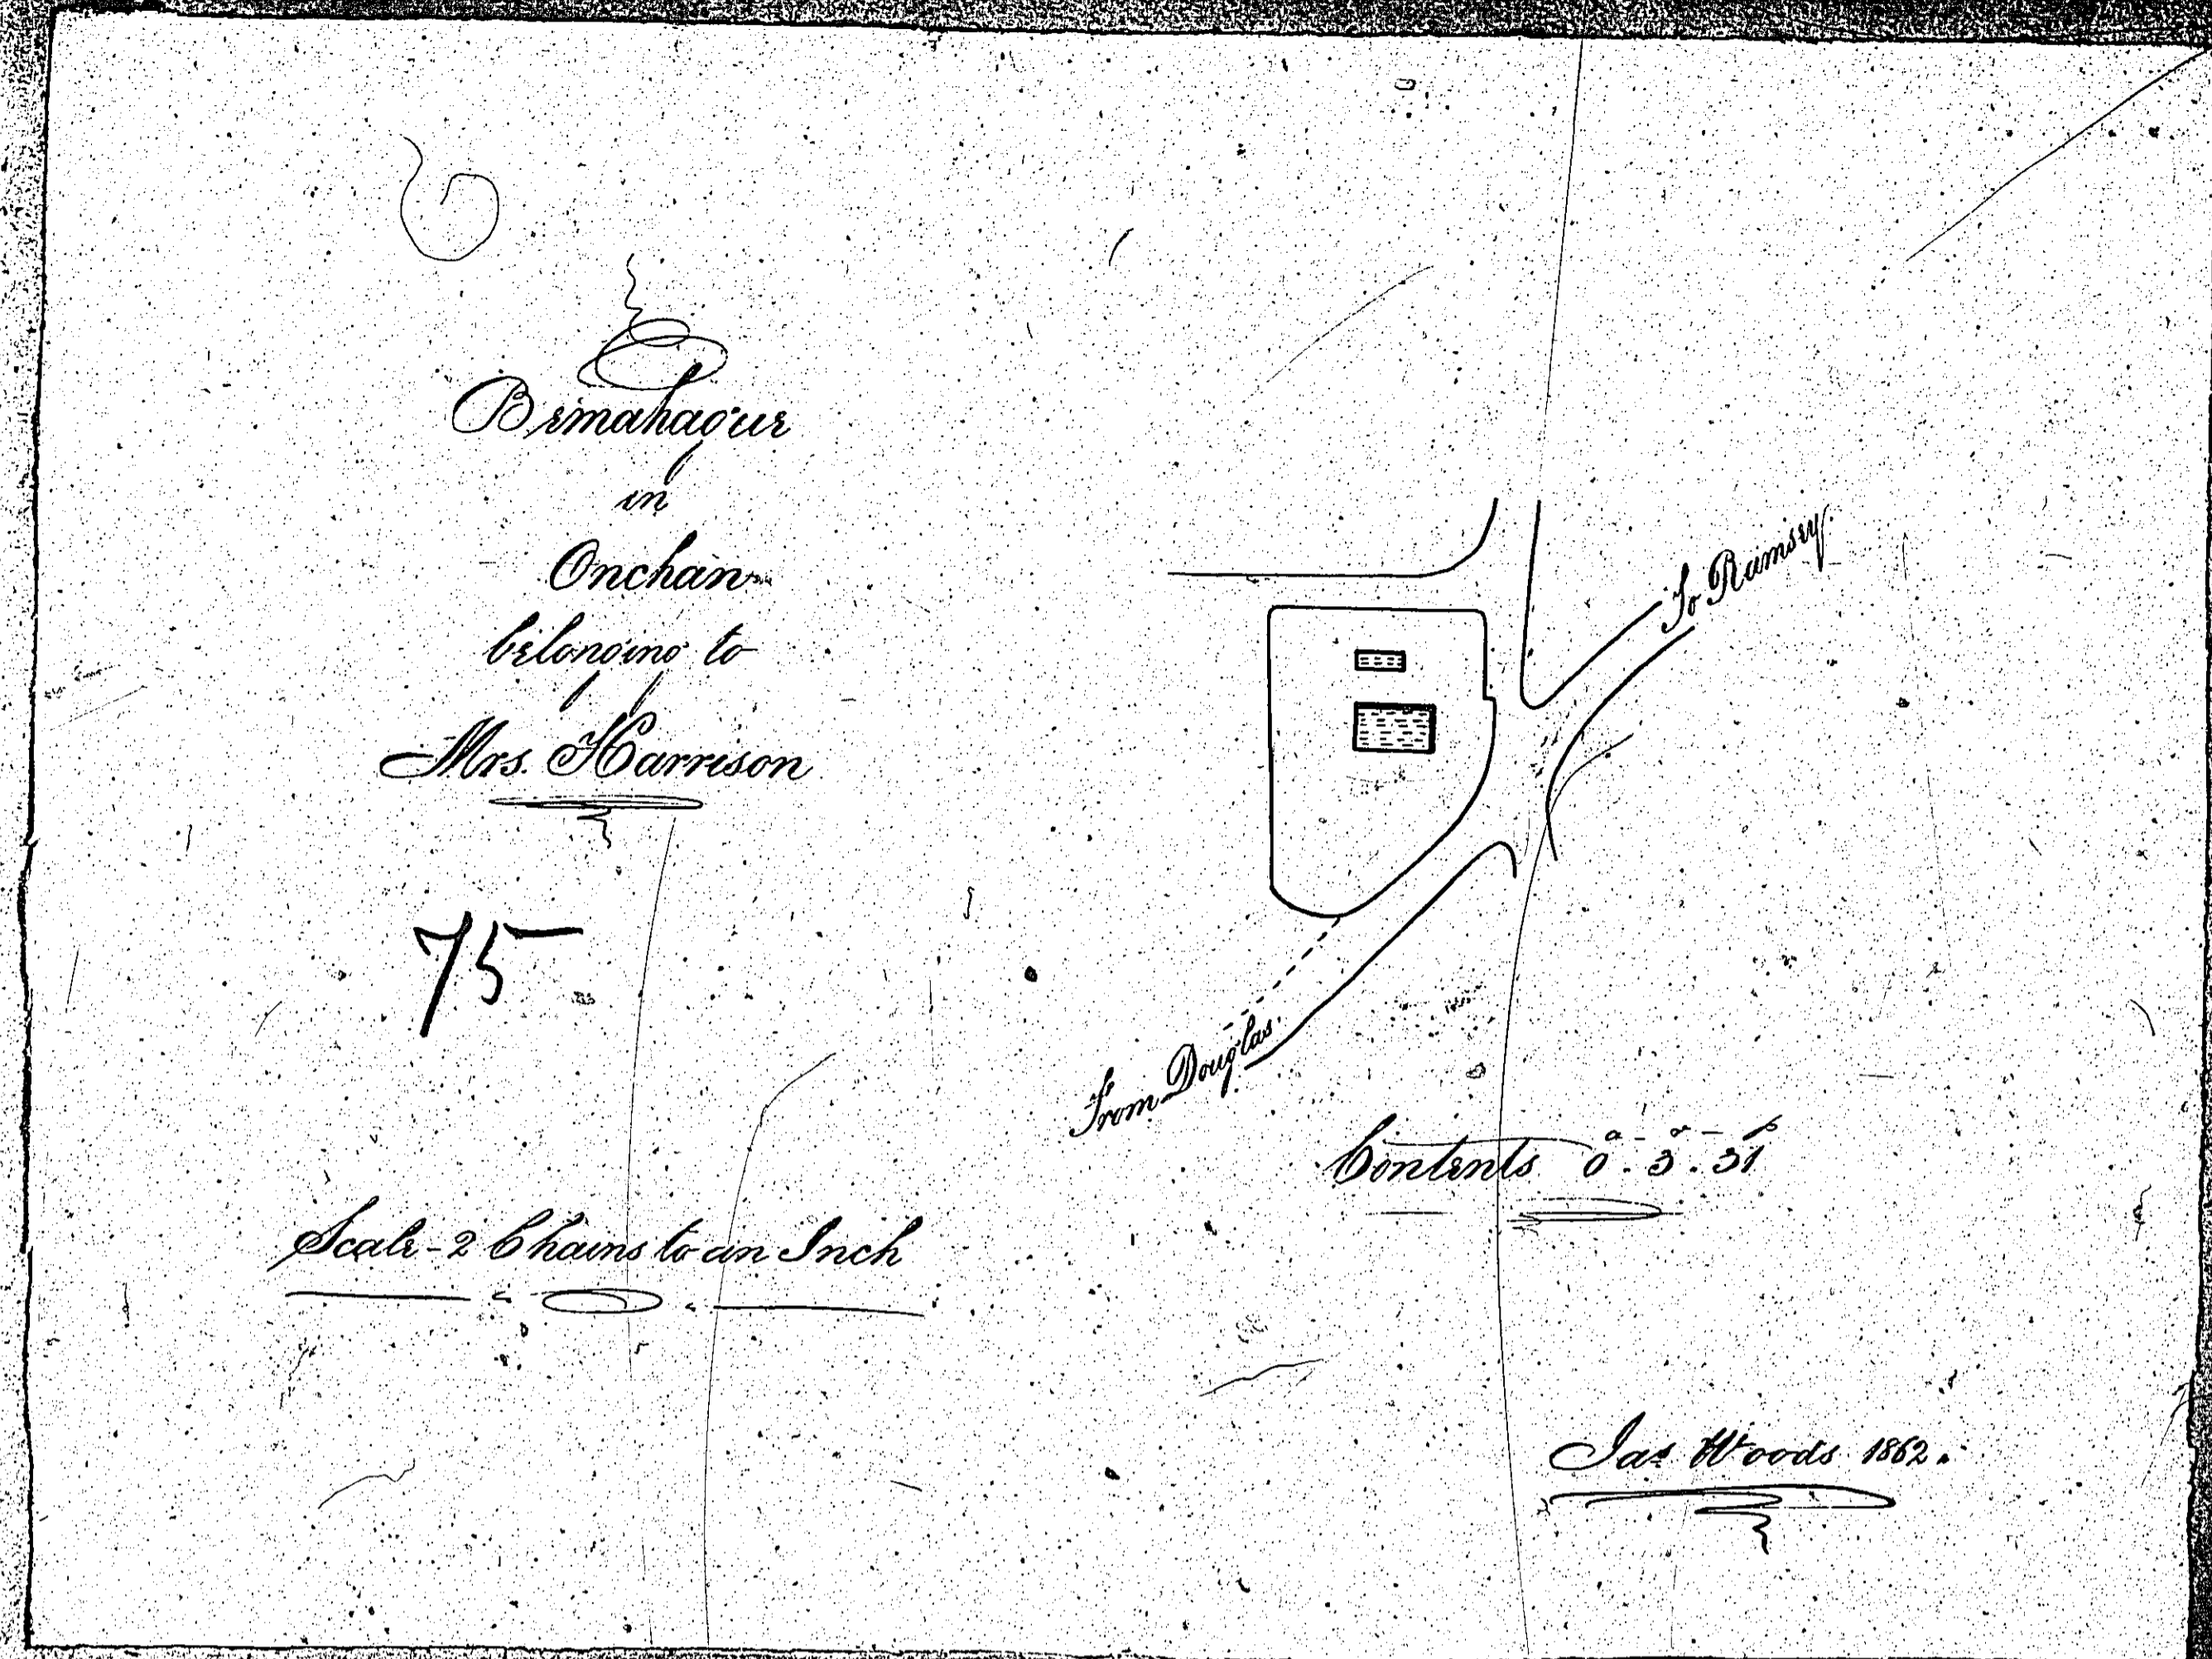 Bemahague
in
Onchan
belonging to
Mrs. Harrison
75
Scale - 2 Chains to an Inch
To Ramsey
From Douglas.
a - r - p
Contents 0 . 3 . 31
Jas Woods 1862.